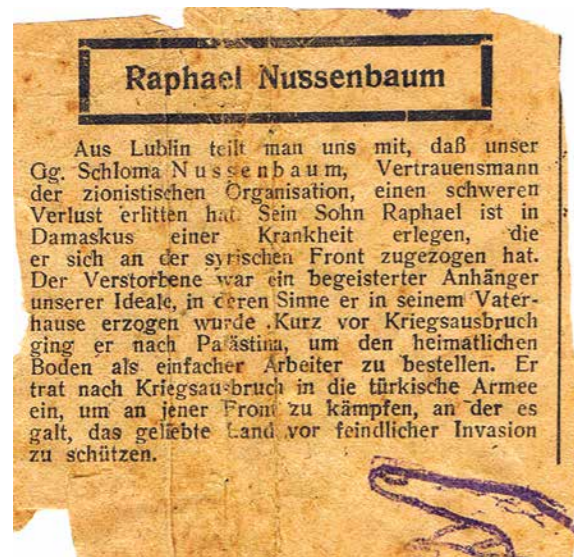 Raphael Nussenbaum
Aus Lublin teilt man uns mit, daß unser
Gg. Schloma Nussenbaum, Vertrauensmann
der zionistischen Organisation, einen schweren
Verlust erlitten hat. Sein Sohn Raphael ist in
Damaskus einer Krankheit erlegen, die
er sich an der syrischen Front zugezogen hat.
Der Verstorbene war ein begeisterter Anhänger
unserer Ideale, in deren Sinne er in seinem Vater-
hause erzogen wurde. Kurz vor Kriegsausbruch
ging er nach Palästina, um den heimatlichen
Boden als einfacher Arbeiter zu bestellen. Er
trat nach Kriegsausbruch in die türkische Armee
ein, um an jener Front zu kämpfen, an der es
galt, das geliebte Land vor feindlicher Invasion
zu schützen.